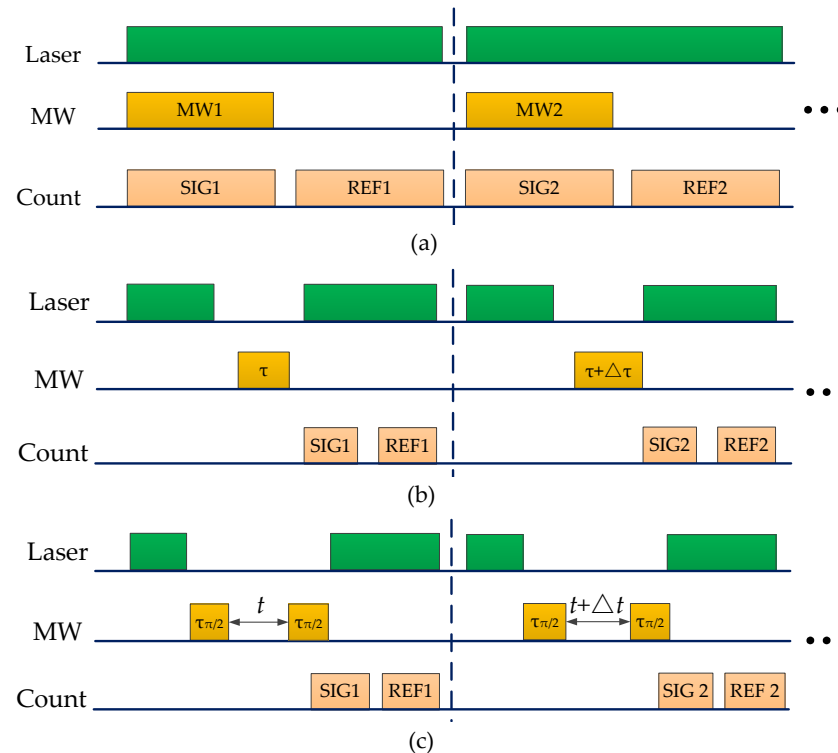 Laser
MW MW1 MW2
Count SIG1 REF1 SIG2 REF2
(a)
Laser
MW τ τ+△τ
Count SIG1 REF1 SIG2 REF2
(b)
Laser
MW τπ/2 t τπ/2 τπ/2 t+△t τπ/2
Count SIG1 REF1 SIG 2 REF 2
(c)